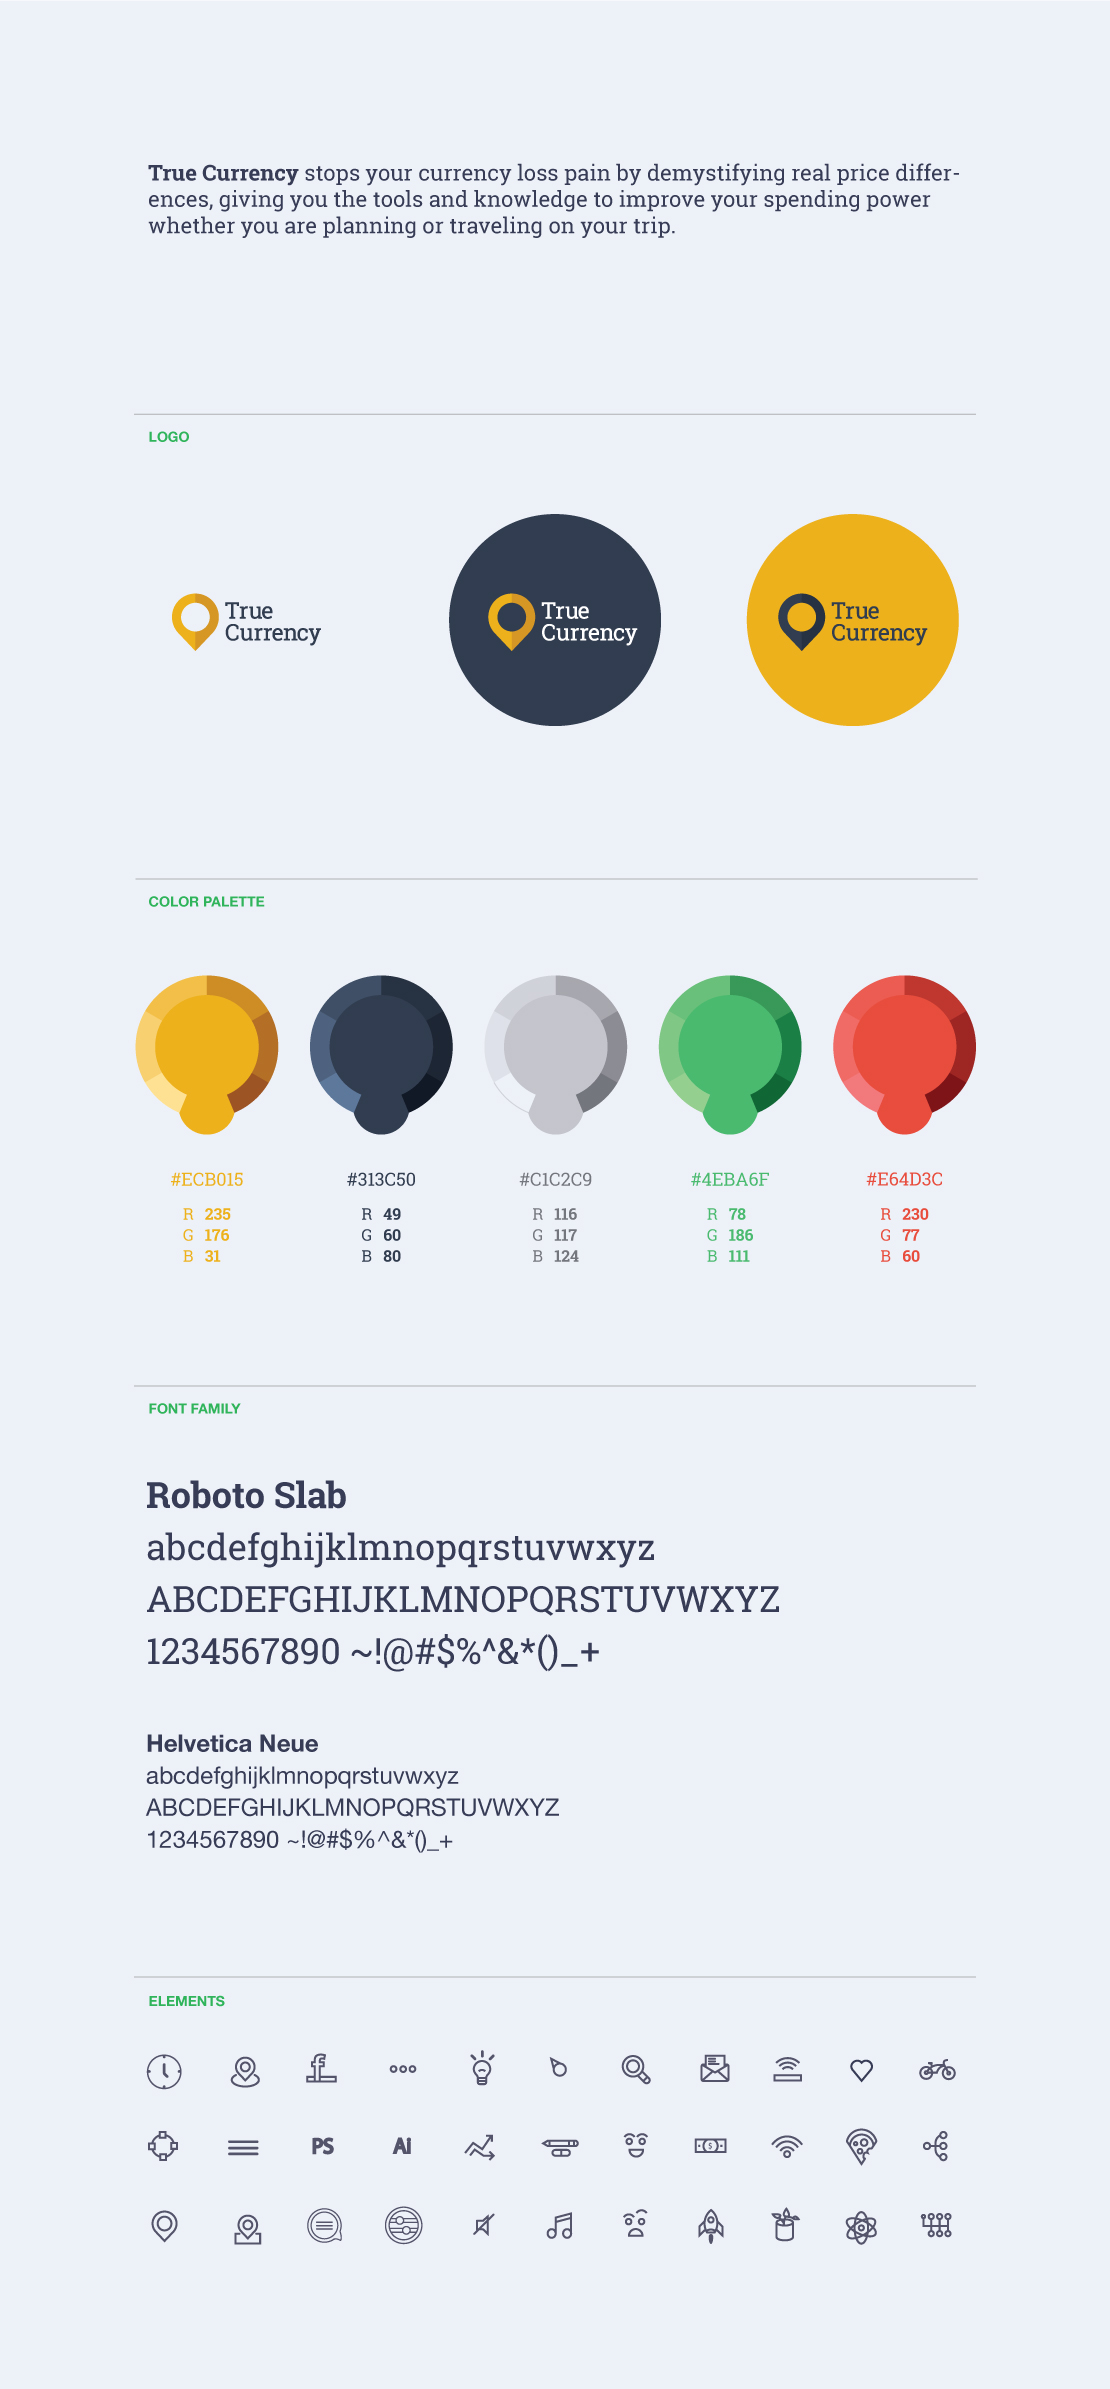 True Currency stops your currency loss pain by demystifying real price differ-
ences, giving you the tools and knowledge to improve your spending power
whether you are planning or traveling on your trip.
LOGO
True
Currency
True
Currency
True
Currency
COLOR PALETTE
#ECB015
R 235
G 176
B 31
#313C50
R 49
G 60
B 80
#C1C2C9
R 116
G 117
B 124
#4EBA6F
R 78
G 186
B 111
#E64D3C
R 230
G 77
B 60
FONT FAMILY
Roboto Slab
abcdefghijklmnopqrstuvwxyz
ABCDEFGHIJKLMNOPQRSTUVWXYZ
1234567890 ~!@#$%^&*()_+
Helvetica Neue
abcdefghijklmnopqrstuvwxyz
ABCDEFGHIJKLMNOPQRSTUVWXYZ
1234567890 ~!@#$%^&*()_+
ELEMENTS
f
PS
Ai
$